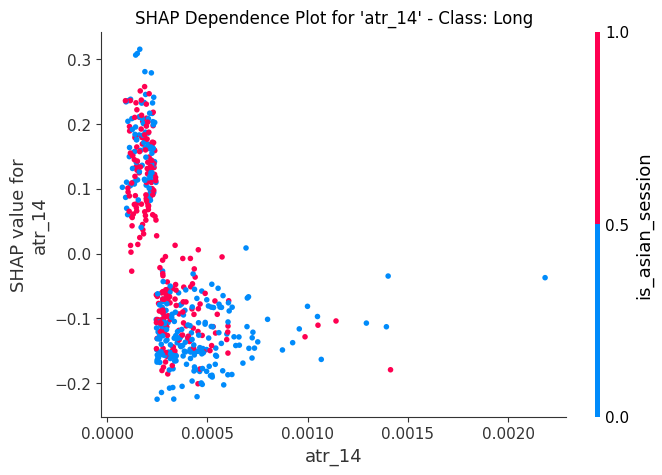 SHAP Dependence Plot for 'atr_14' - Class: Long
SHAP value for
atr_14
0.3
0.2
0.1
0.0
−0.1
−0.2
0.0000
0.0005
0.0010
0.0015
0.0020
atr_14
1.0
0.5
0.0
is_asian_session